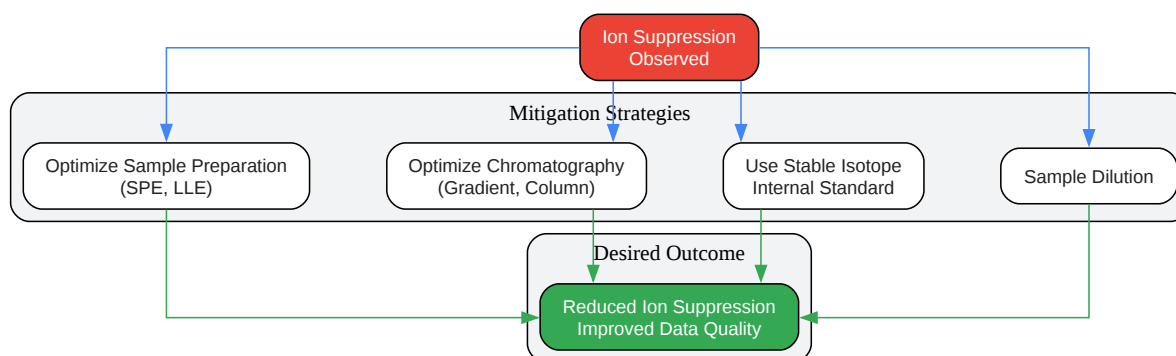 Ion Suppression
Observed
Mitigation Strategies
Optimize Sample Preparation
(SPE, LLE)
Optimize Chromatography
(Gradient, Column)
Use Stable Isotope
Internal Standard
Sample Dilution
Desired Outcome
Reduced Ion Suppression
Improved Data Quality